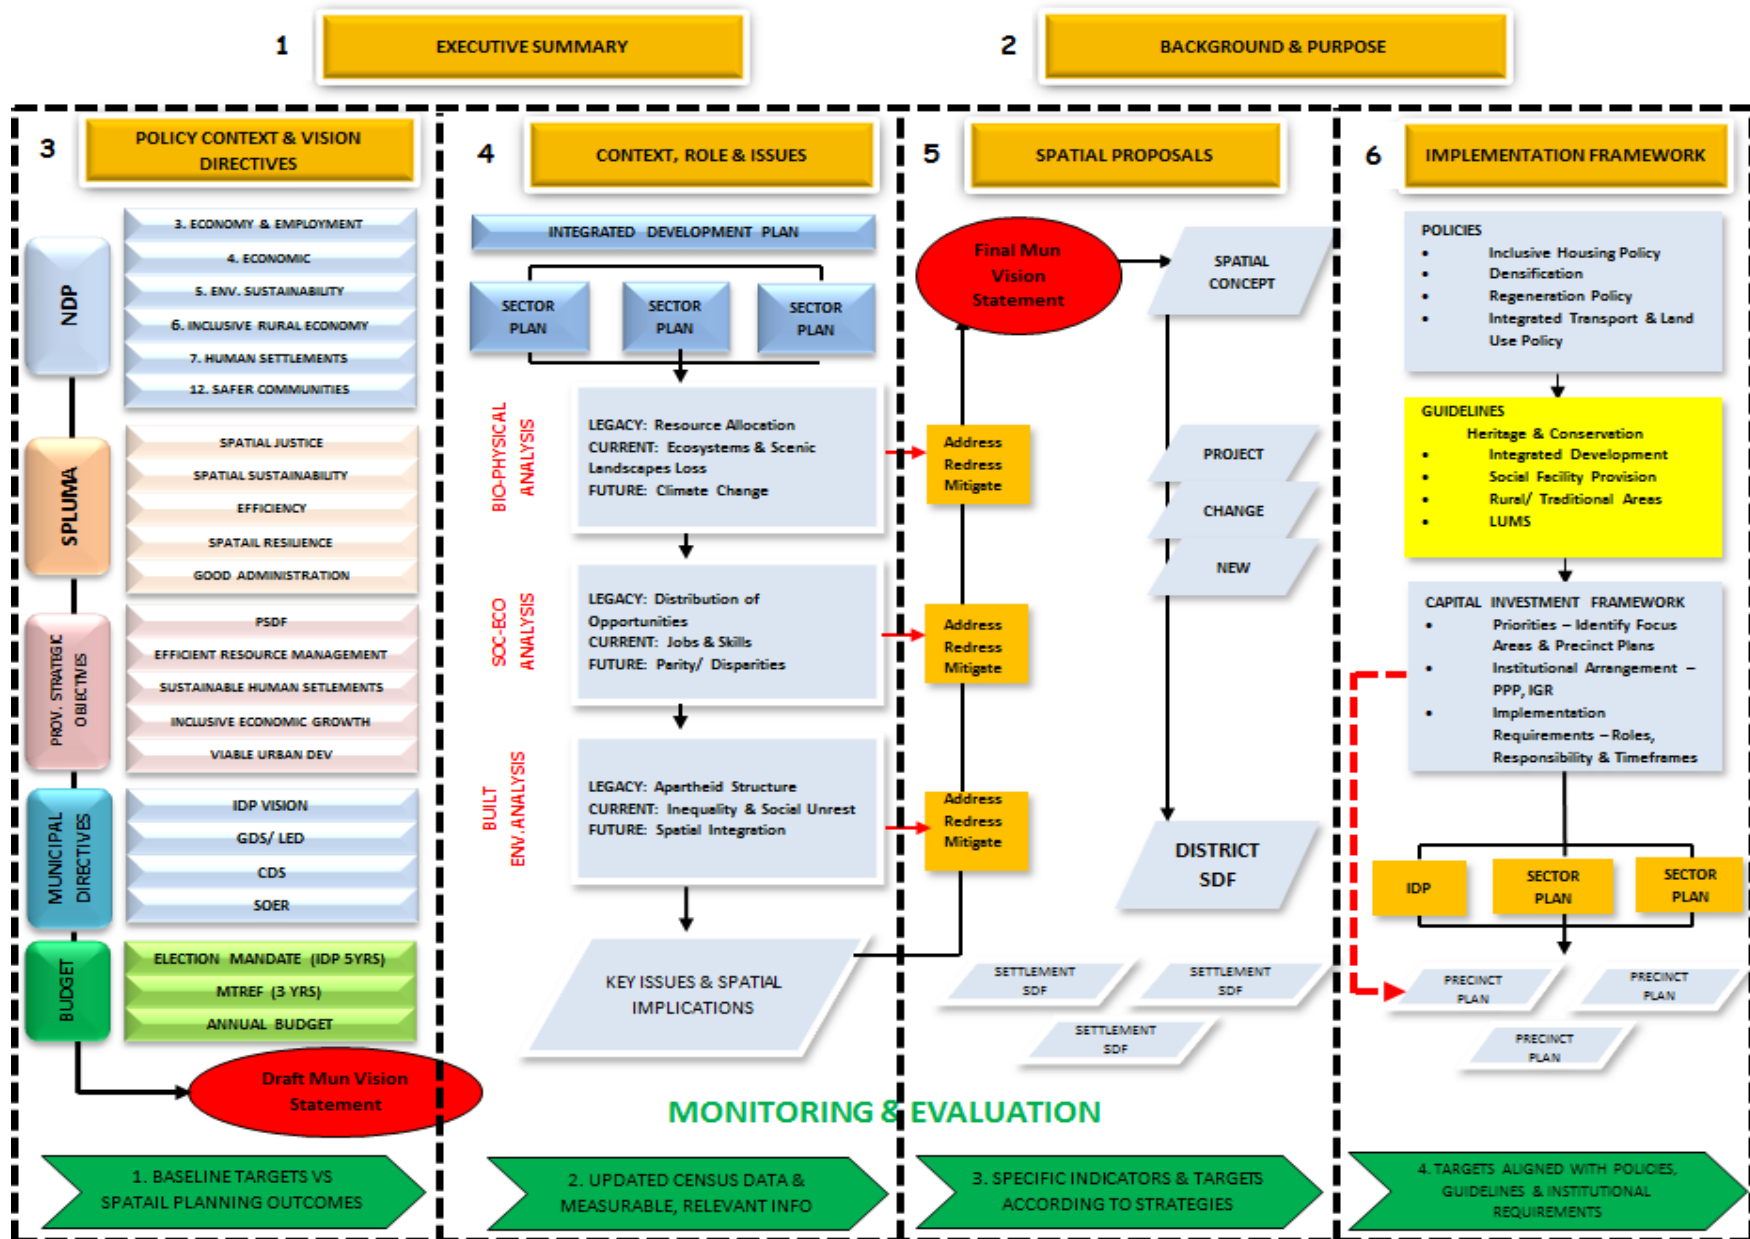 1
EXECUTIVE SUMMARY
2
BACKGROUND & PURPOSE
3
POLICY CONTEXT & VISION
DIRECTIVES
NDP
3. ECONOMY & EMPLOYMENT
4. ECONOMIC
5. ENV. SUSTAINABILITY
6. INCLUSIVE RURAL ECONOMY
7. HUMAN SETTLEMENTS
12. SAFER COMMUNITIES
SPLUMA
SPATIAL JUSTICE
SPATIAL SUSTAINABILITY
EFFICIENCY
SPATAIL RESILIENCE
GOOD ADMINISTRATION
PROV. STRATEGIC
OBJECTIVES
PSDF
EFFICIENT RESOURCE MANAGEMENT
SUSTAINABLE HUMAN SETLEMENTS
INCLUSIVE ECONOMIC GROWTH
VIABLE URBAN DEV
MUNICIPAL
DIRECTIVES
IDP VISION
GDS/ LED
CDS
SOER
BUDGET
ELECTION MANDATE (IDP 5YRS)
MTREF (3 YRS)
ANNUAL BUDGET
Draft Mun Vision
Statement
4
CONTEXT, ROLE & ISSUES
INTEGRATED DEVELOPMENT PLAN
SECTOR
PLAN
SECTOR
PLAN
SECTOR
PLAN
BIO-PHYSICAL
ANALYSIS
LEGACY: Resource Allocation
CURRENT: Ecosystems & Scenic
Landscapes Loss
FUTURE: Climate Change
SOC-ECO
ANALYSIS
LEGACY: Distribution of
Opportunities
CURRENT: Jobs & Skills
FUTURE: Parity/ Disparities
BUILT
ENV.ANALYSIS
LEGACY: Apartheid Structure
CURRENT: Inequality & Social Unrest
FUTURE: Spatial Integration
KEY ISSUES & SPATIAL
IMPLICATIONS
5
SPATIAL PROPOSALS
Final Mun
Vision
Statement
SPATIAL
CONCEPT
Address
Redress
Mitigate
Address
Redress
Mitigate
Address
Redress
Mitigate
PROJECT
CHANGE
NEW
DISTRICT
SDF
SETTLEMENT
SDF
SETTLEMENT
SDF
SETTLEMENT
SDF
6
IMPLEMENTATION FRAMEWORK
POLICIES
• Inclusive Housing Policy
• Densification
• Regeneration Policy
• Integrated Transport & Land
Use Policy
GUIDELINES
Heritage & Conservation
• Integrated Development
• Social Facility Provision
• Rural/ Traditional Areas
• LUMS
CAPITAL INVESTMENT FRAMEWORK
• Priorities – Identify Focus
Areas & Precinct Plans
• Institutional Arrangement –
PPP, IGR
• Implementation
Requirements – Roles,
Responsibility & Timeframes
IDP
SECTOR
PLAN
SECTOR
PLAN
PRECINCT
PLAN
PRECINCT
PLAN
PRECINCT
PLAN
MONITORING & EVALUATION
1. BASELINE TARGETS VS
SPATAIL PLANNING OUTCOMES
2. UPDATED CENSUS DATA &
MEASURABLE, RELEVANT INFO
3. SPECIFIC INDICATORS & TARGETS
ACCORDING TO STRATEGIES
4. TARGETS ALIGNED WITH POLICIES,
GUIDELINES & INSTITUTIONAL
REQUIREMENTS